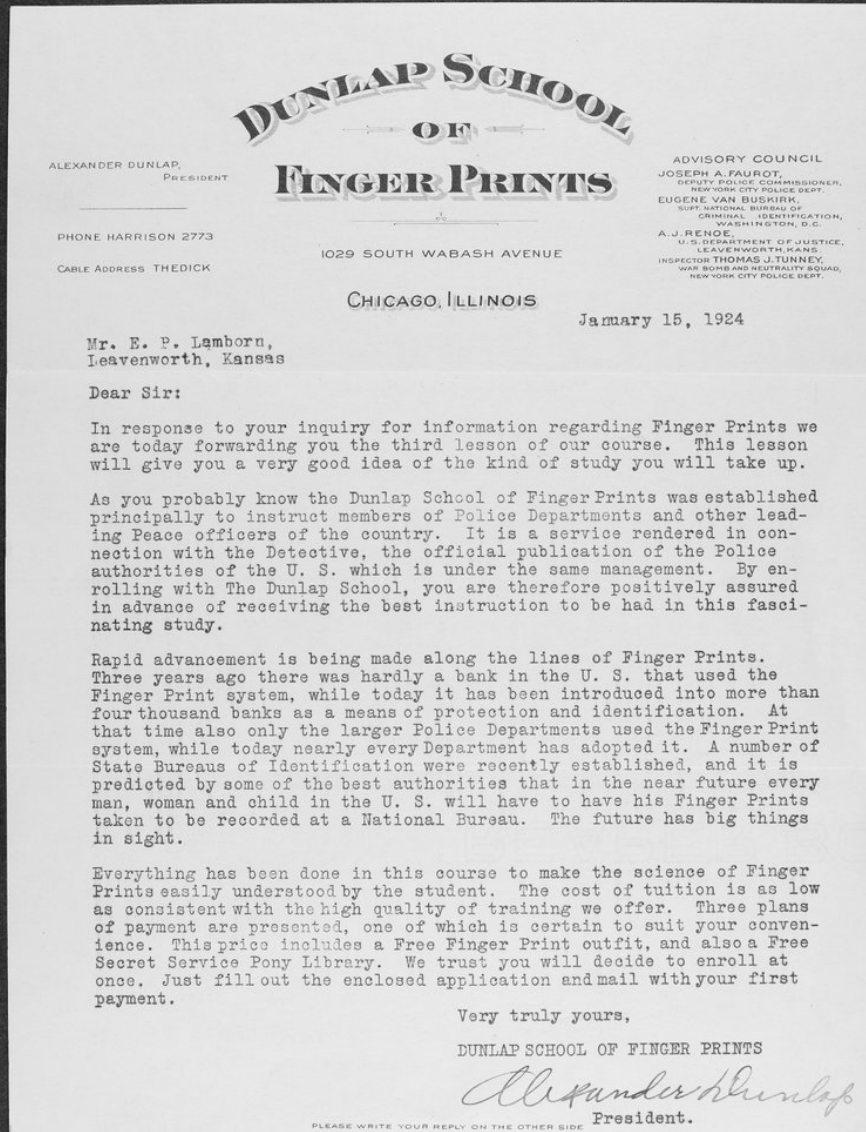 DUNLAP SCHOOL
OF
FINGER PRINTS
ALEXANDER DUNLAP,
PRESIDENT
PHONE HARRISON 2773
CABLE ADDRESS THEDICK
1029 SOUTH WABASH AVENUE
CHICAGO, ILLINOIS
ADVISORY COUNCIL
JOSEPH A. FAUROT,
DEPUTY POLICE COMMISSIONER,
NEW YORK CITY POLICE DEPT.
EUGENE VAN BUSKIRK,
SUPT. NATIONAL BUREAU OF
CRIMINAL IDENTIFICATION,
WASHINGTON, D.C.
A. J. RENOE,
U.S. DEPARTMENT OF JUSTICE,
LEAVENWORTH, KANS.
INSPECTOR THOMAS J. TUNNEY,
WAR BOMB AND NEUTRALITY SQUAD,
NEW YORK CITY POLICE DEPT.
January 15, 1924
Mr. E. P. Lamborn,
Leavenworth, Kansas
Dear Sir:
In response to your inquiry for information regarding Finger Prints we
are today forwarding you the third lesson of our course. This lesson
will give you a very good idea of the kind of study you will take up.
As you probably know the Dunlap School of Finger Prints was established
principally to instruct members of Police Departments and other lead-
ing Peace officers of the country. It is a service rendered in con-
nection with the Detective, the official publication of the Police
authorities of the U. S. which is under the same management. By en-
rolling with The Dunlap School, you are therefore positively assured
in advance of receiving the best instruction to be had in this fasci-
nating study.
Rapid advancement is being made along the lines of Finger Prints.
Three years ago there was hardly a bank in the U. S. that used the
Finger Print system, while today it has been introduced into more than
four thousand banks as a means of protection and identification. At
that time also only the larger Police Departments used the Finger Print
system, while today nearly every Department has adopted it. A number of
State Bureaus of Identification were recently established, and it is
predicted by some of the best authorities that in the near future every
man, woman and child in the U. S. will have to have his Finger Prints
taken to be recorded at a National Bureau. The future has big things
in sight.
Everything has been done in this course to make the science of Finger
Prints easily understood by the student. The cost of tuition is as low
as consistent with the high quality of training we offer. Three plans
of payment are presented, one of which is certain to suit your conven-
ience. This price includes a Free Finger Print outfit, and also a Free
Secret Service Pony Library. We trust you will decide to enroll at
once. Just fill out the enclosed application and mail with your first
payment.
Very truly yours,
DUNLAP SCHOOL OF FINGER PRINTS
Alexander Dunlap
President.
PLEASE WRITE YOUR REPLY ON THE OTHER SIDE